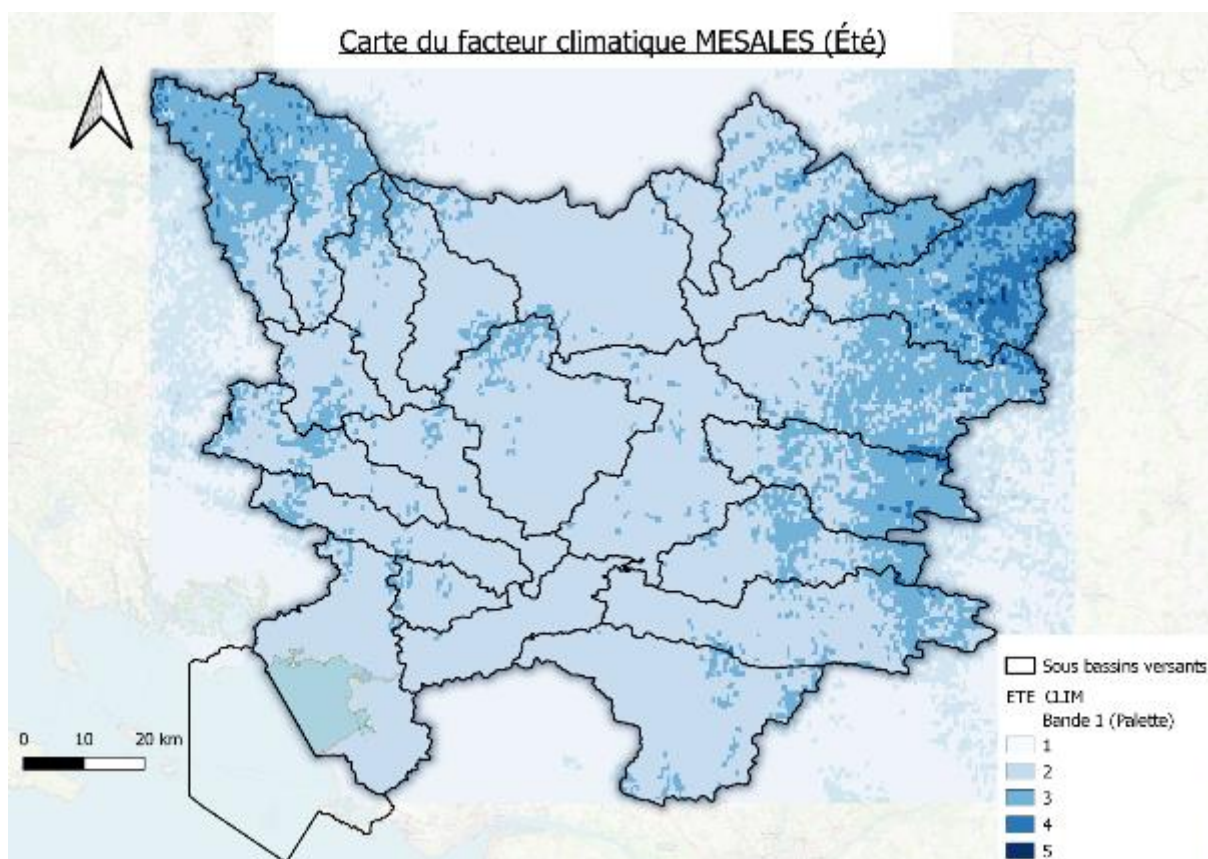 Carte du facteur climatique MESALES (Été)
Sous bassins versants
ETE CLIM
Bande 1 (Palette)
1
2
3
4
5
0 10 20 km